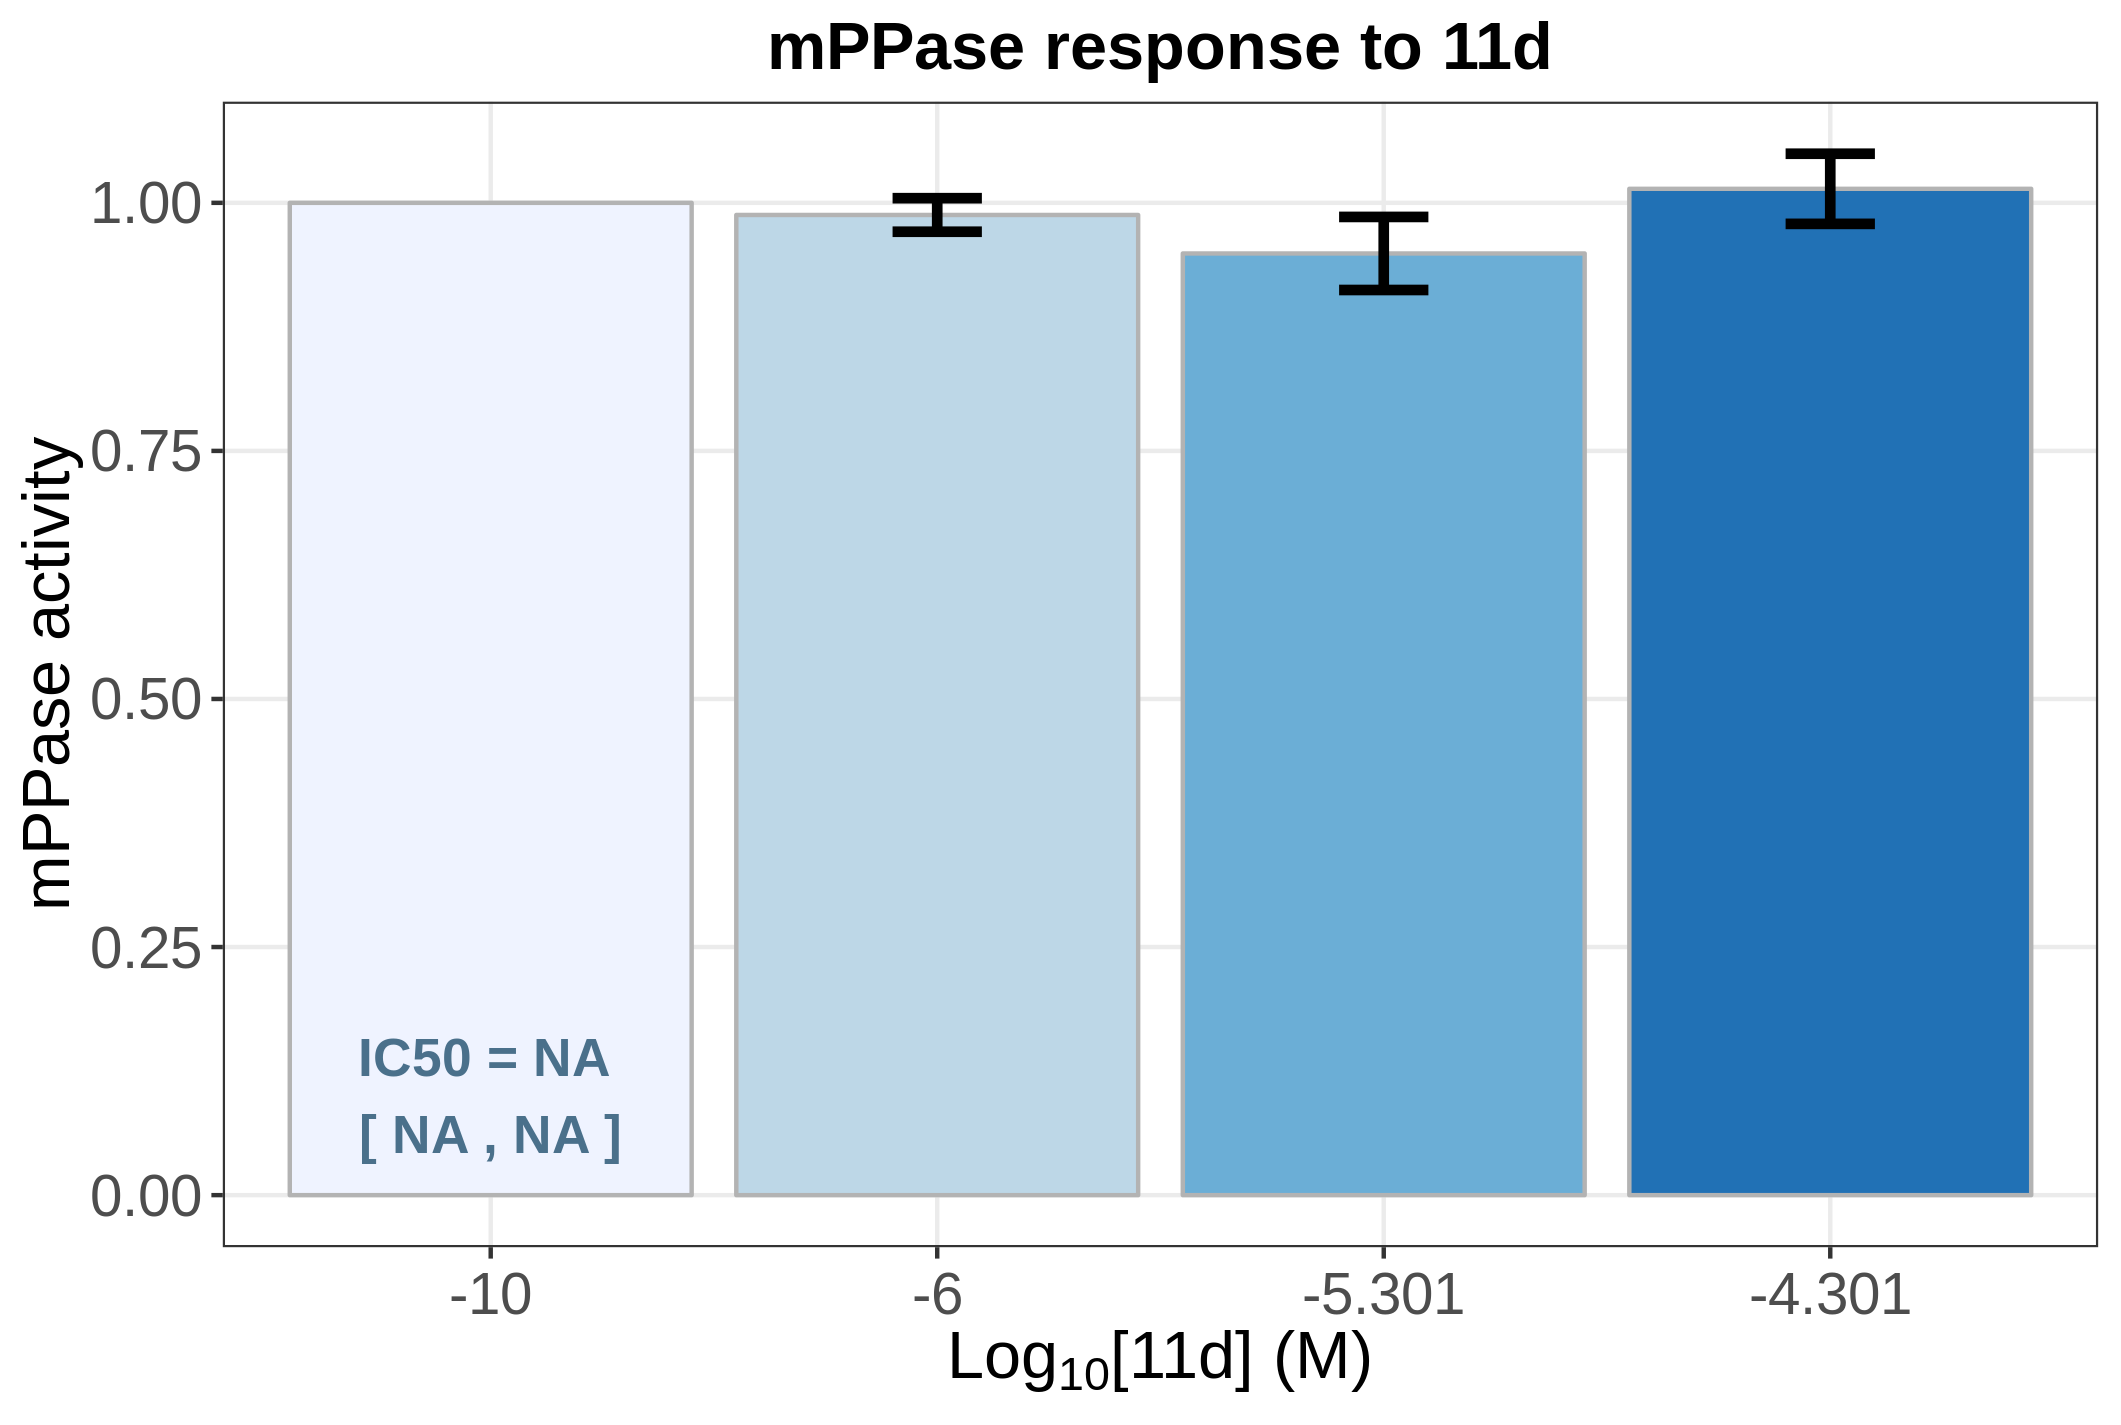 mPPase response to 11d
mPPase activity
1.00
0.75
0.50
0.25
0.00
IC50 = NA
[ NA , NA ]
-10
-6
-5.301
-4.301
Log₁₀[11d] (M)